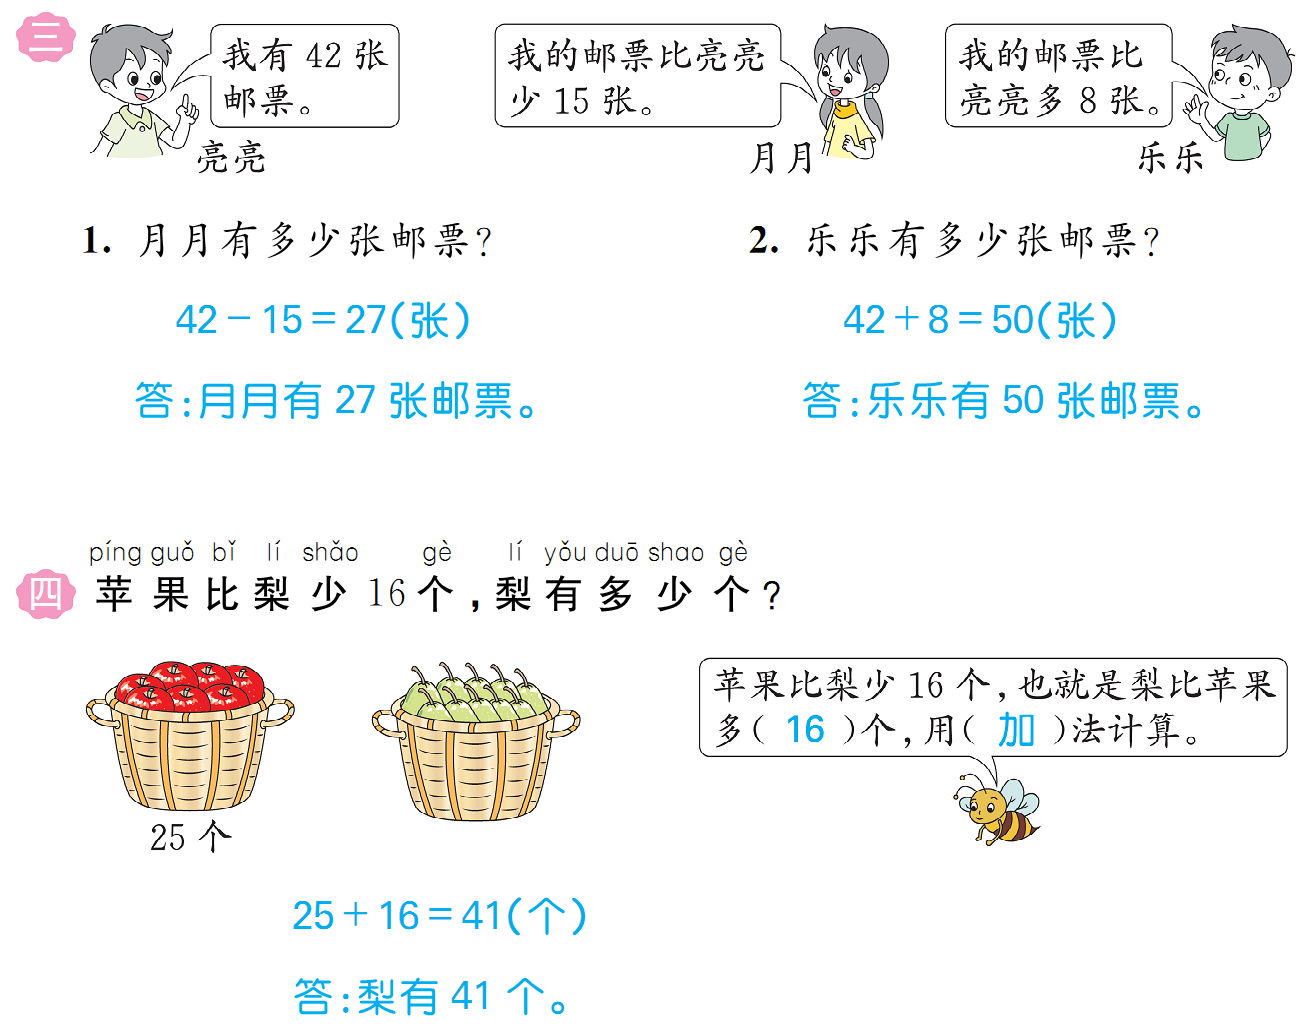 三
我有 42 张
邮票。
亮亮
我的邮票比亮亮
少 15 张。
月月
我的邮票比
亮亮多 8 张。
乐乐
1. 月月有多少张邮票?
42－15＝27(张)
答:月月有 27 张邮票。
2. 乐乐有多少张邮票?
42＋8＝50(张)
答:乐乐有 50 张邮票。
píng guǒ bǐ lí shǎo gè lí yǒu duō shao gè
四 苹果比梨少 16 个,梨有多少个?
25 个
苹果比梨少 16 个,也就是梨比苹果
多( 16 )个,用( 加 )法计算。
25＋16＝41(个)
答:梨有 41 个。